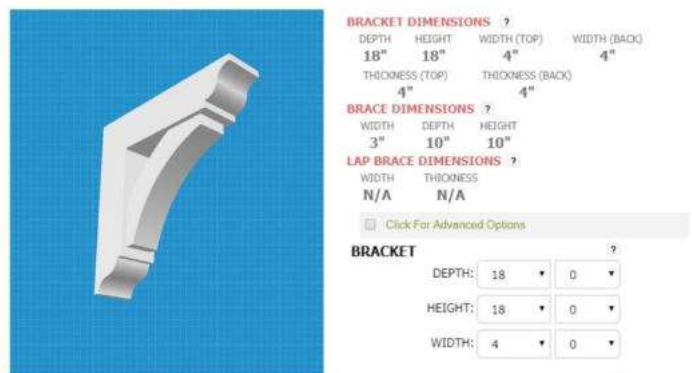 BRACKET DIMENSIONS ?
DEPTH HEIGHT WIDTH (TOP) WIDTH (BACK)
18" 18" 4" 4"
THICKNESS (TOP) THICKNESS (BACK)
4" 4"
BRACE DIMENSIONS ?
WIDTH DEPTH HEIGHT
3" 10" 10"
LAP BRACE DIMENSIONS ?
WIDTH THICKNESS
N/A N/A
Click For Advanced Options
BRACKET ?
DEPTH: 18 0
HEIGHT: 18 0
WIDTH: 4 0